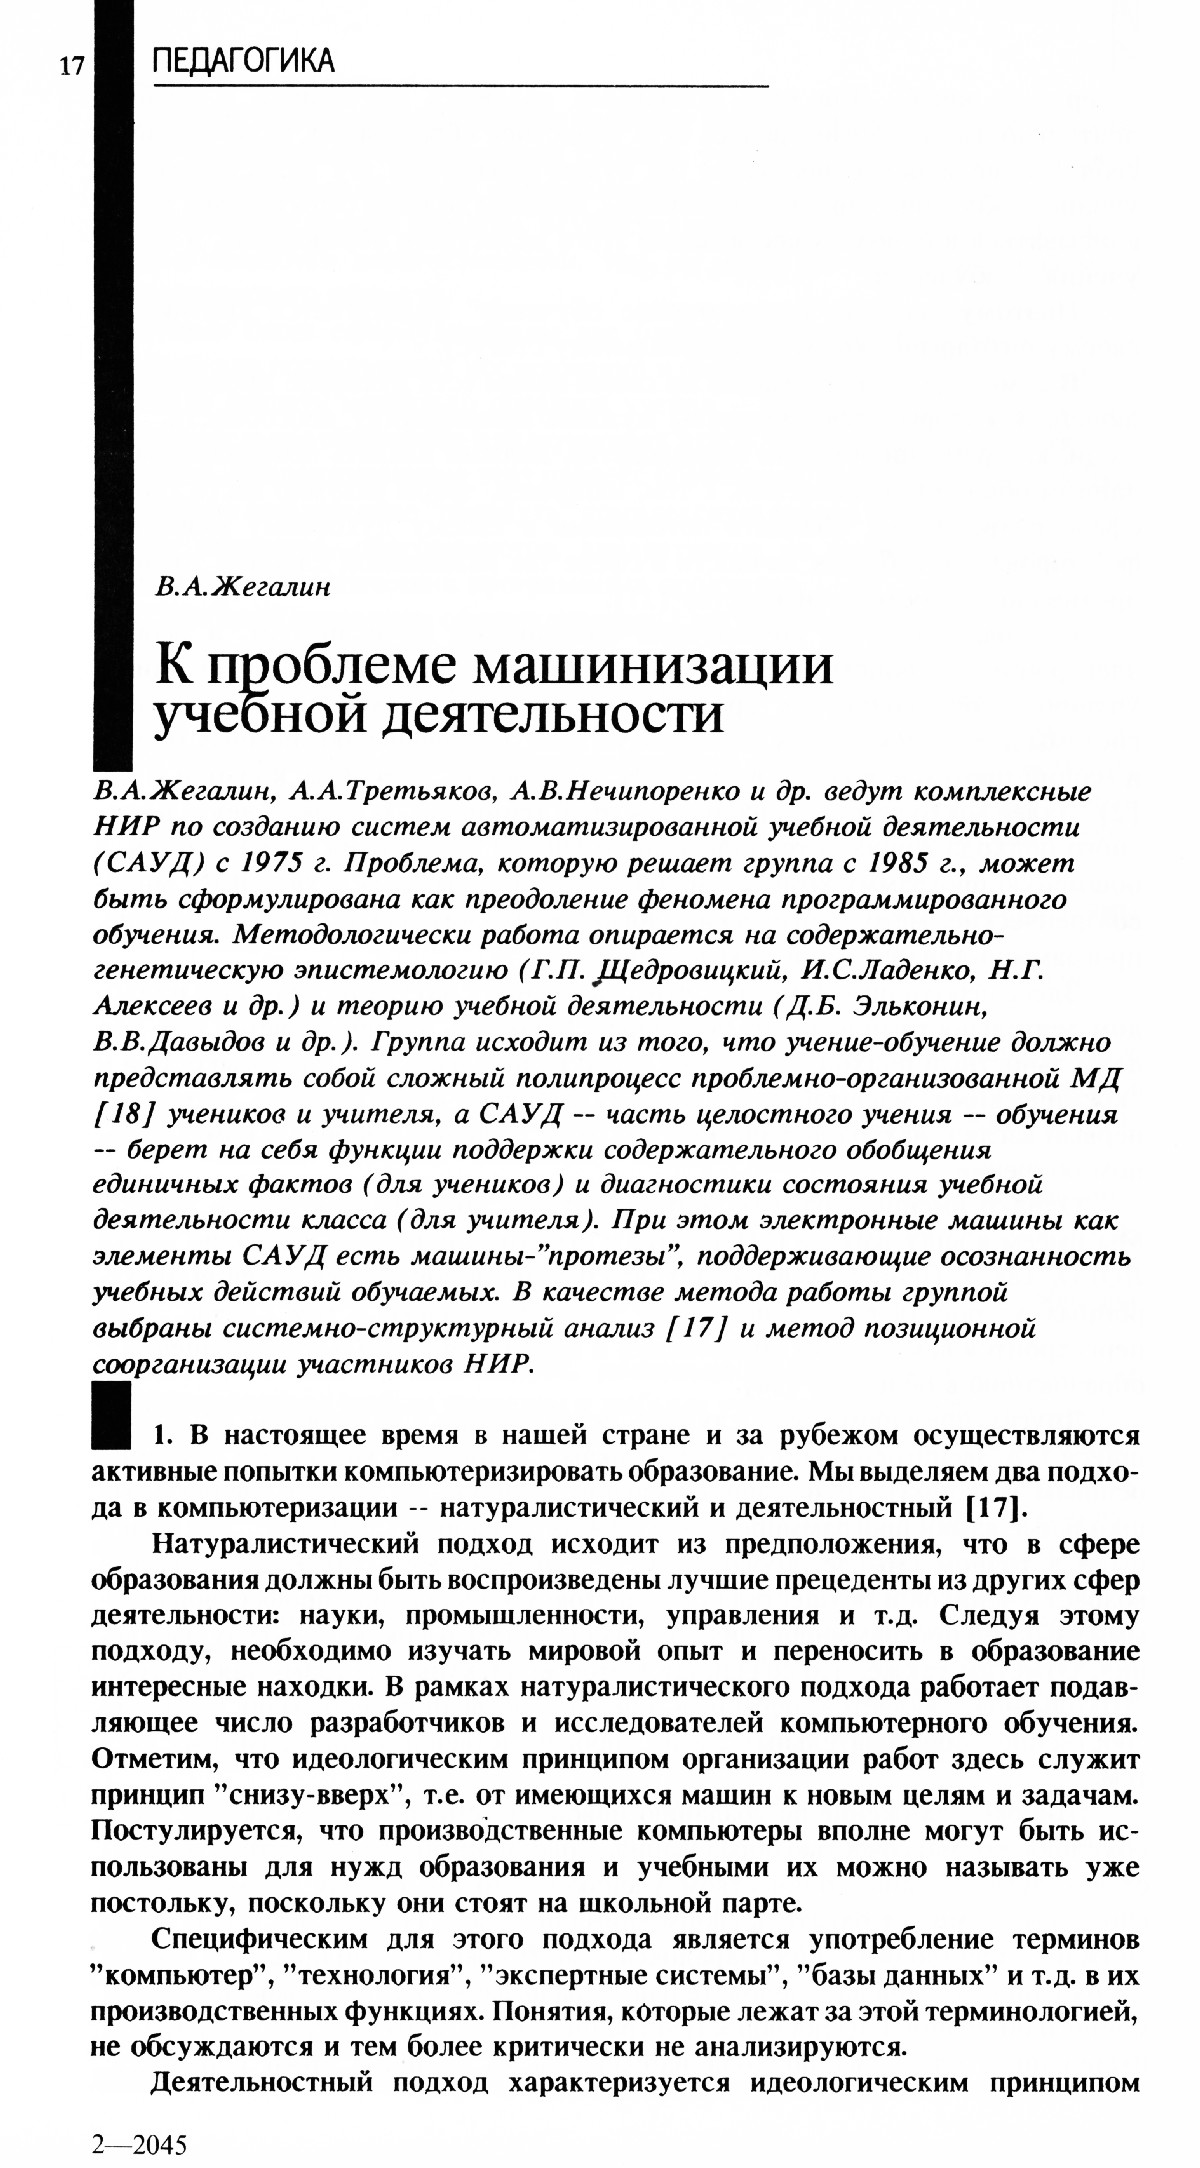 17
ПЕДАГОГИКА
В.А.Жегалин
К проблеме машинизации
учебной деятельности
В.А.Жегалин, А.А.Третьяков, А.В.Нечипоренко и др. ведут комплексные
НИР по созданию систем автоматизированной учебной деятельности
(САУД) с 1975 г. Проблема, которую решает группа с 1985 г., может
быть сформулирована как преодоление феномена программированного
обучения. Методологически работа опирается на содержательно-
генетическую эпистемологию (Г.П. Щедровицкий, И.С.Ладенко, Н.Г.
Алексеев и др.) и теорию учебной деятельности (Д.Б. Эльконин,
В.В.Давыдов и др.). Группа исходит из того, что учение-обучение должно
представлять собой сложный полипроцесс проблемно-организованной МД
[18] учеников и учителя, а САУД -- часть целостного учения -- обучения
-- берет на себя функции поддержки содержательного обобщения
единичных фактов (для учеников) и диагностики состояния учебной
деятельности класса (для учителя). При этом электронные машины как
элементы САУД есть машины-”протезы”, поддерживающие осознанность
учебных действий обучаемых. В качестве метода работы группой
выбраны системно-структурный анализ [17] и метод позиционной
соорганизации участников НИР.
1. В настоящее время в нашей стране и за рубежом осуществляются
активные попытки компьютеризировать образование. Мы выделяем два подхо-
да в компьютеризации -- натуралистический и деятельностный [17].
Натуралистический подход исходит из предположения, что в сфере
образования должны быть воспроизведены лучшие прецеденты из других сфер
деятельности: науки, промышленности, управления и т.д. Следуя этому
подходу, необходимо изучать мировой опыт и переносить в образование
интересные находки. В рамках натуралистического подхода работает подав-
ляющее число разработчиков и исследователей компьютерного обучения.
Отметим, что идеологическим принципом организации работ здесь служит
принцип ”снизу-вверх”, т.е. от имеющихся машин к новым целям и задачам.
Постулируется, что производственные компьютеры вполне могут быть ис-
пользованы для нужд образования и учебными их можно называть уже
постольку, поскольку они стоят на школьной парте.
Специфическим для этого подхода является употребление терминов
”компьютер”, ”технология”, ”экспертные системы”, ”базы данных” и т.д. в их
производственных функциях. Понятия, которые лежат за этой терминологией,
не обсуждаются и тем более критически не анализируются.
Деятельностный подход характеризуется идеологическим принципом
2—2045